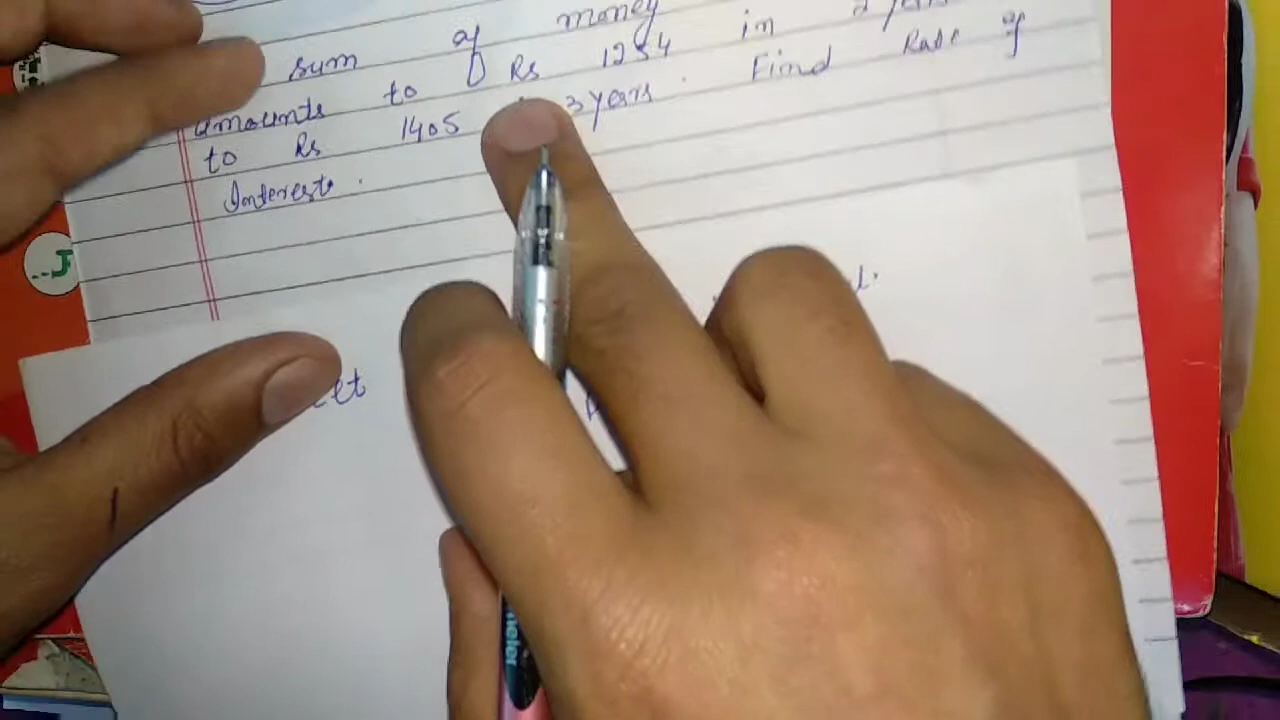 sum of money in 2 years
amounts to Rs 1254 Find Rate of
to Rs 1405 3 years.
Interest.
let